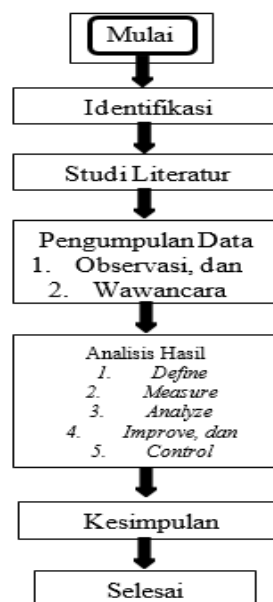 Mulai
Identifikasi
Studi Literatur
Pengumpulan Data
1. Observasi, dan
2. Wawancara
Analisis Hasil
1. Define
2. Measure
3. Analyze
4. Improve, dan
5. Control
Kesimpulan
Selesai